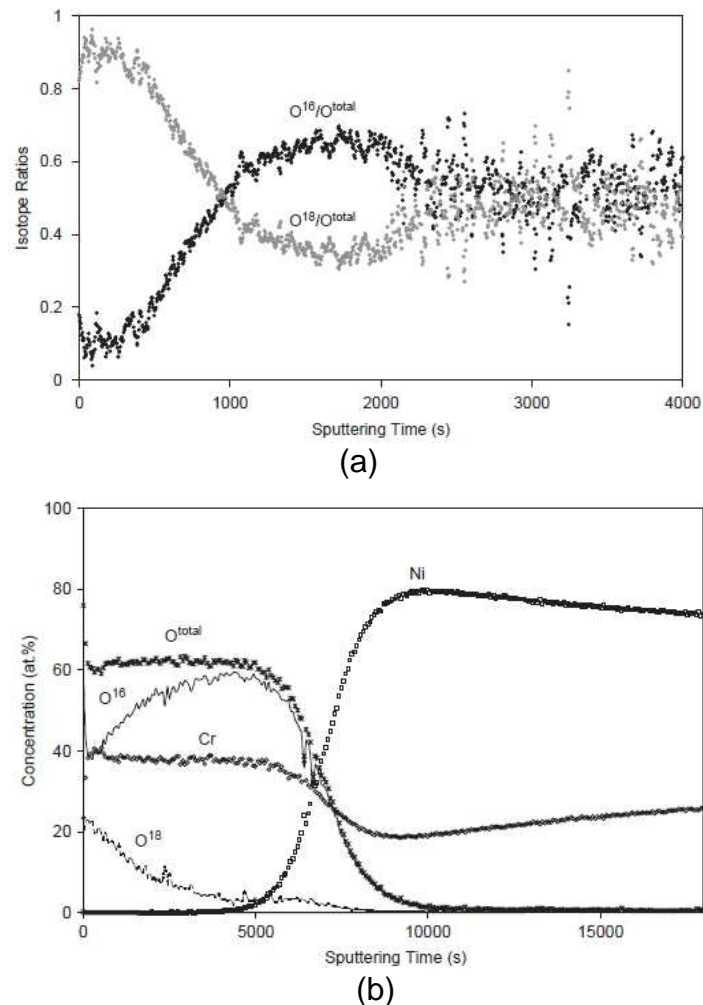 1
0.8
0.6
0.4
0.2
0
Isotope Ratios
O¹⁶/Oᵗᵒᵗᵃˡ
O¹⁸/Oᵗᵒᵗᵃˡ
0 1000 2000 3000 4000
Sputtering Time (s)
(a)
100
80
60
40
20
0
Concentration (at.%)
Ni
Oᵗᵒᵗᵃˡ
O¹⁶
Cr
O¹⁸
0 5000 10000 15000
Sputtering Time (s)
(b)